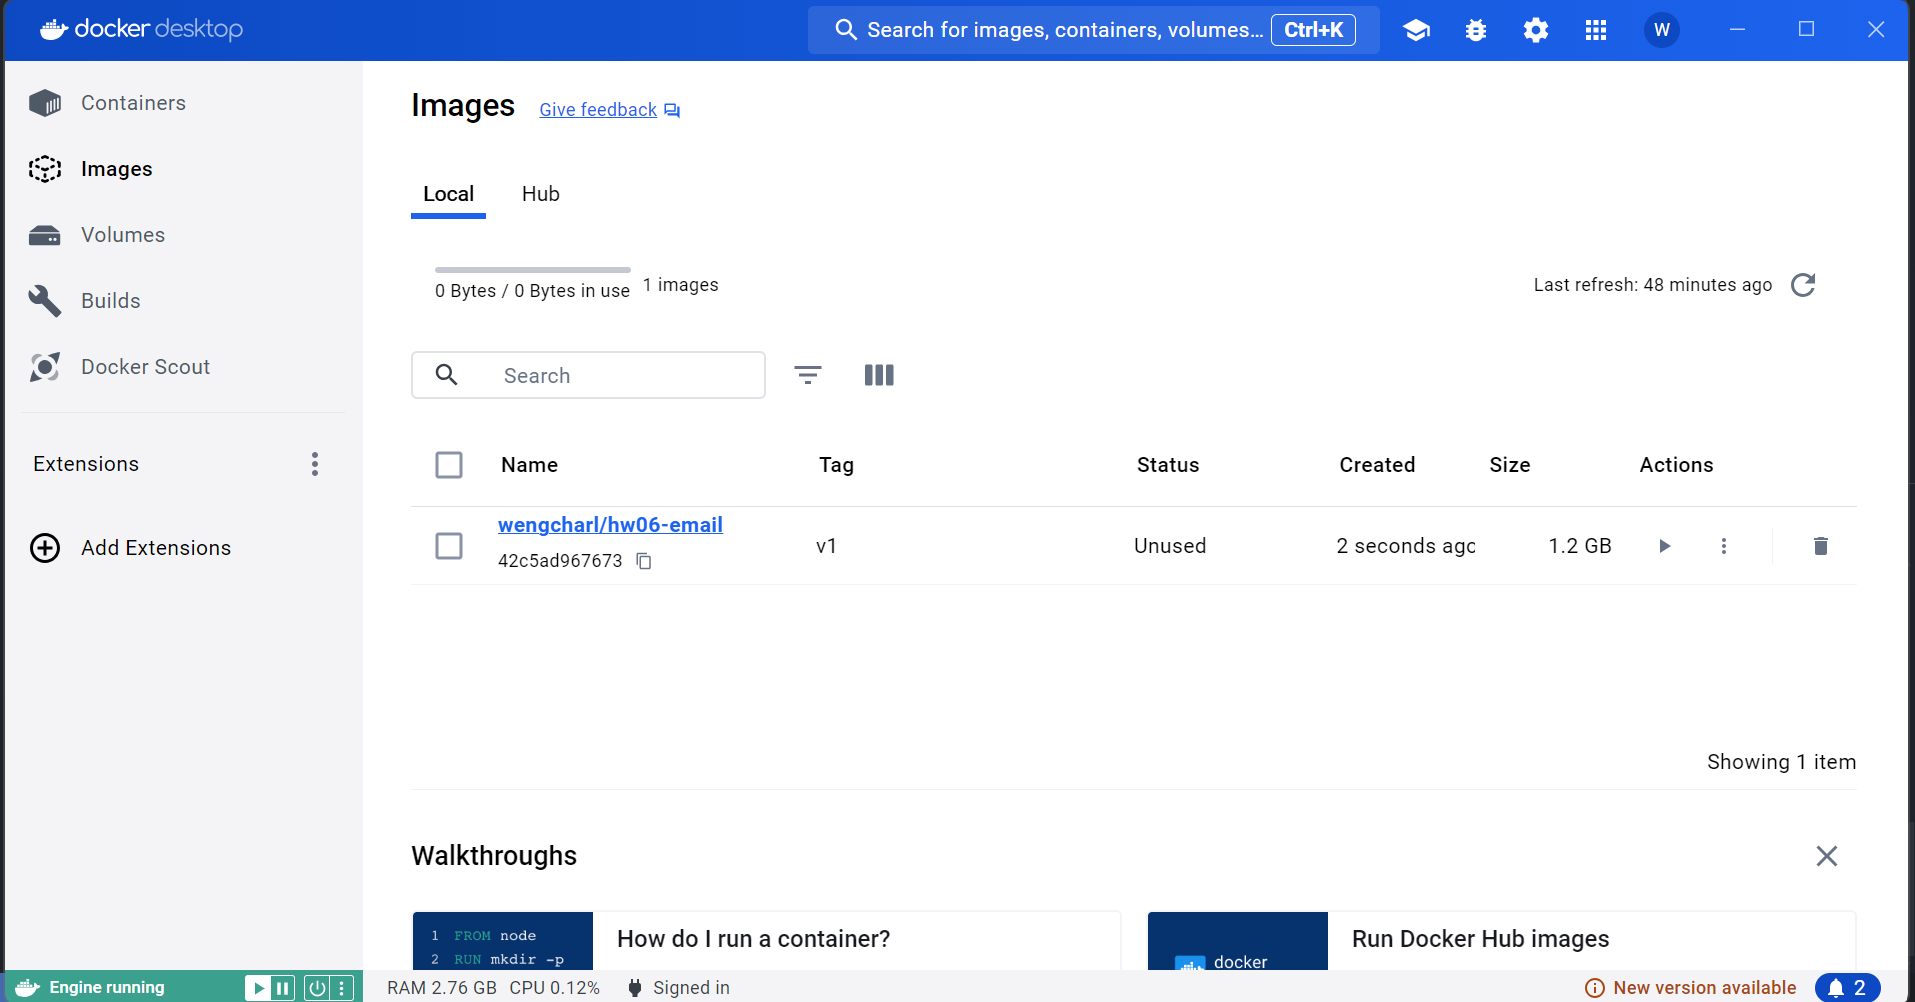 docker desktop
Search for images, containers, volumes... Ctrl+K
W
Containers
Images
Volumes
Builds
Docker Scout
Extensions
Add Extensions
Images Give feedback
Local Hub
0 Bytes / 0 Bytes in use 1 images
Last refresh: 48 minutes ago
Search
Name Tag Status Created Size Actions
wengcharl/hw06-email
42c5ad967673
v1 Unused 2 seconds ago 1.2 GB
Showing 1 item
Walkthroughs
1 FROM node
2 RUN mkdir -p
How do I run a container?
docker
Run Docker Hub images
Engine running
RAM 2.76 GB CPU 0.12% Signed in
New version available 2